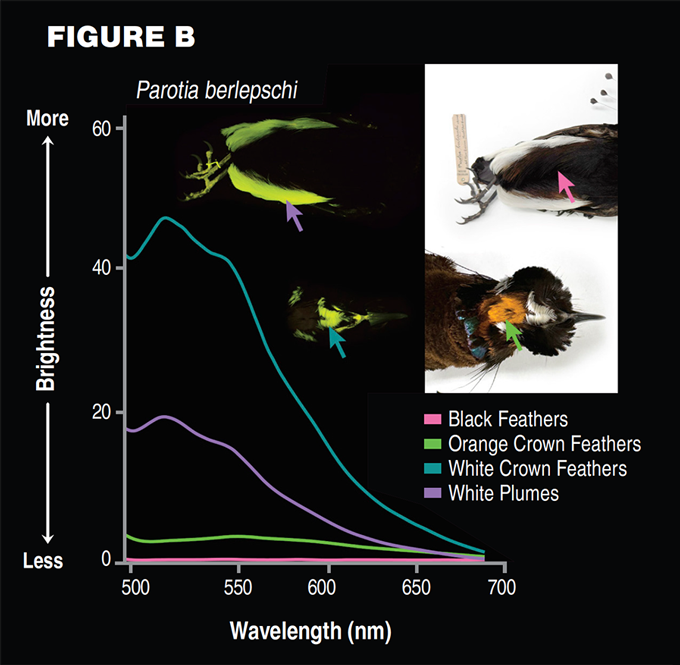 FIGURE B
Parotia berlepschi
More
60
40
Brightness
20
0
Less
Black Feathers
Orange Crown Feathers
White Crown Feathers
White Plumes
500 550 600 650 700
Wavelength (nm)